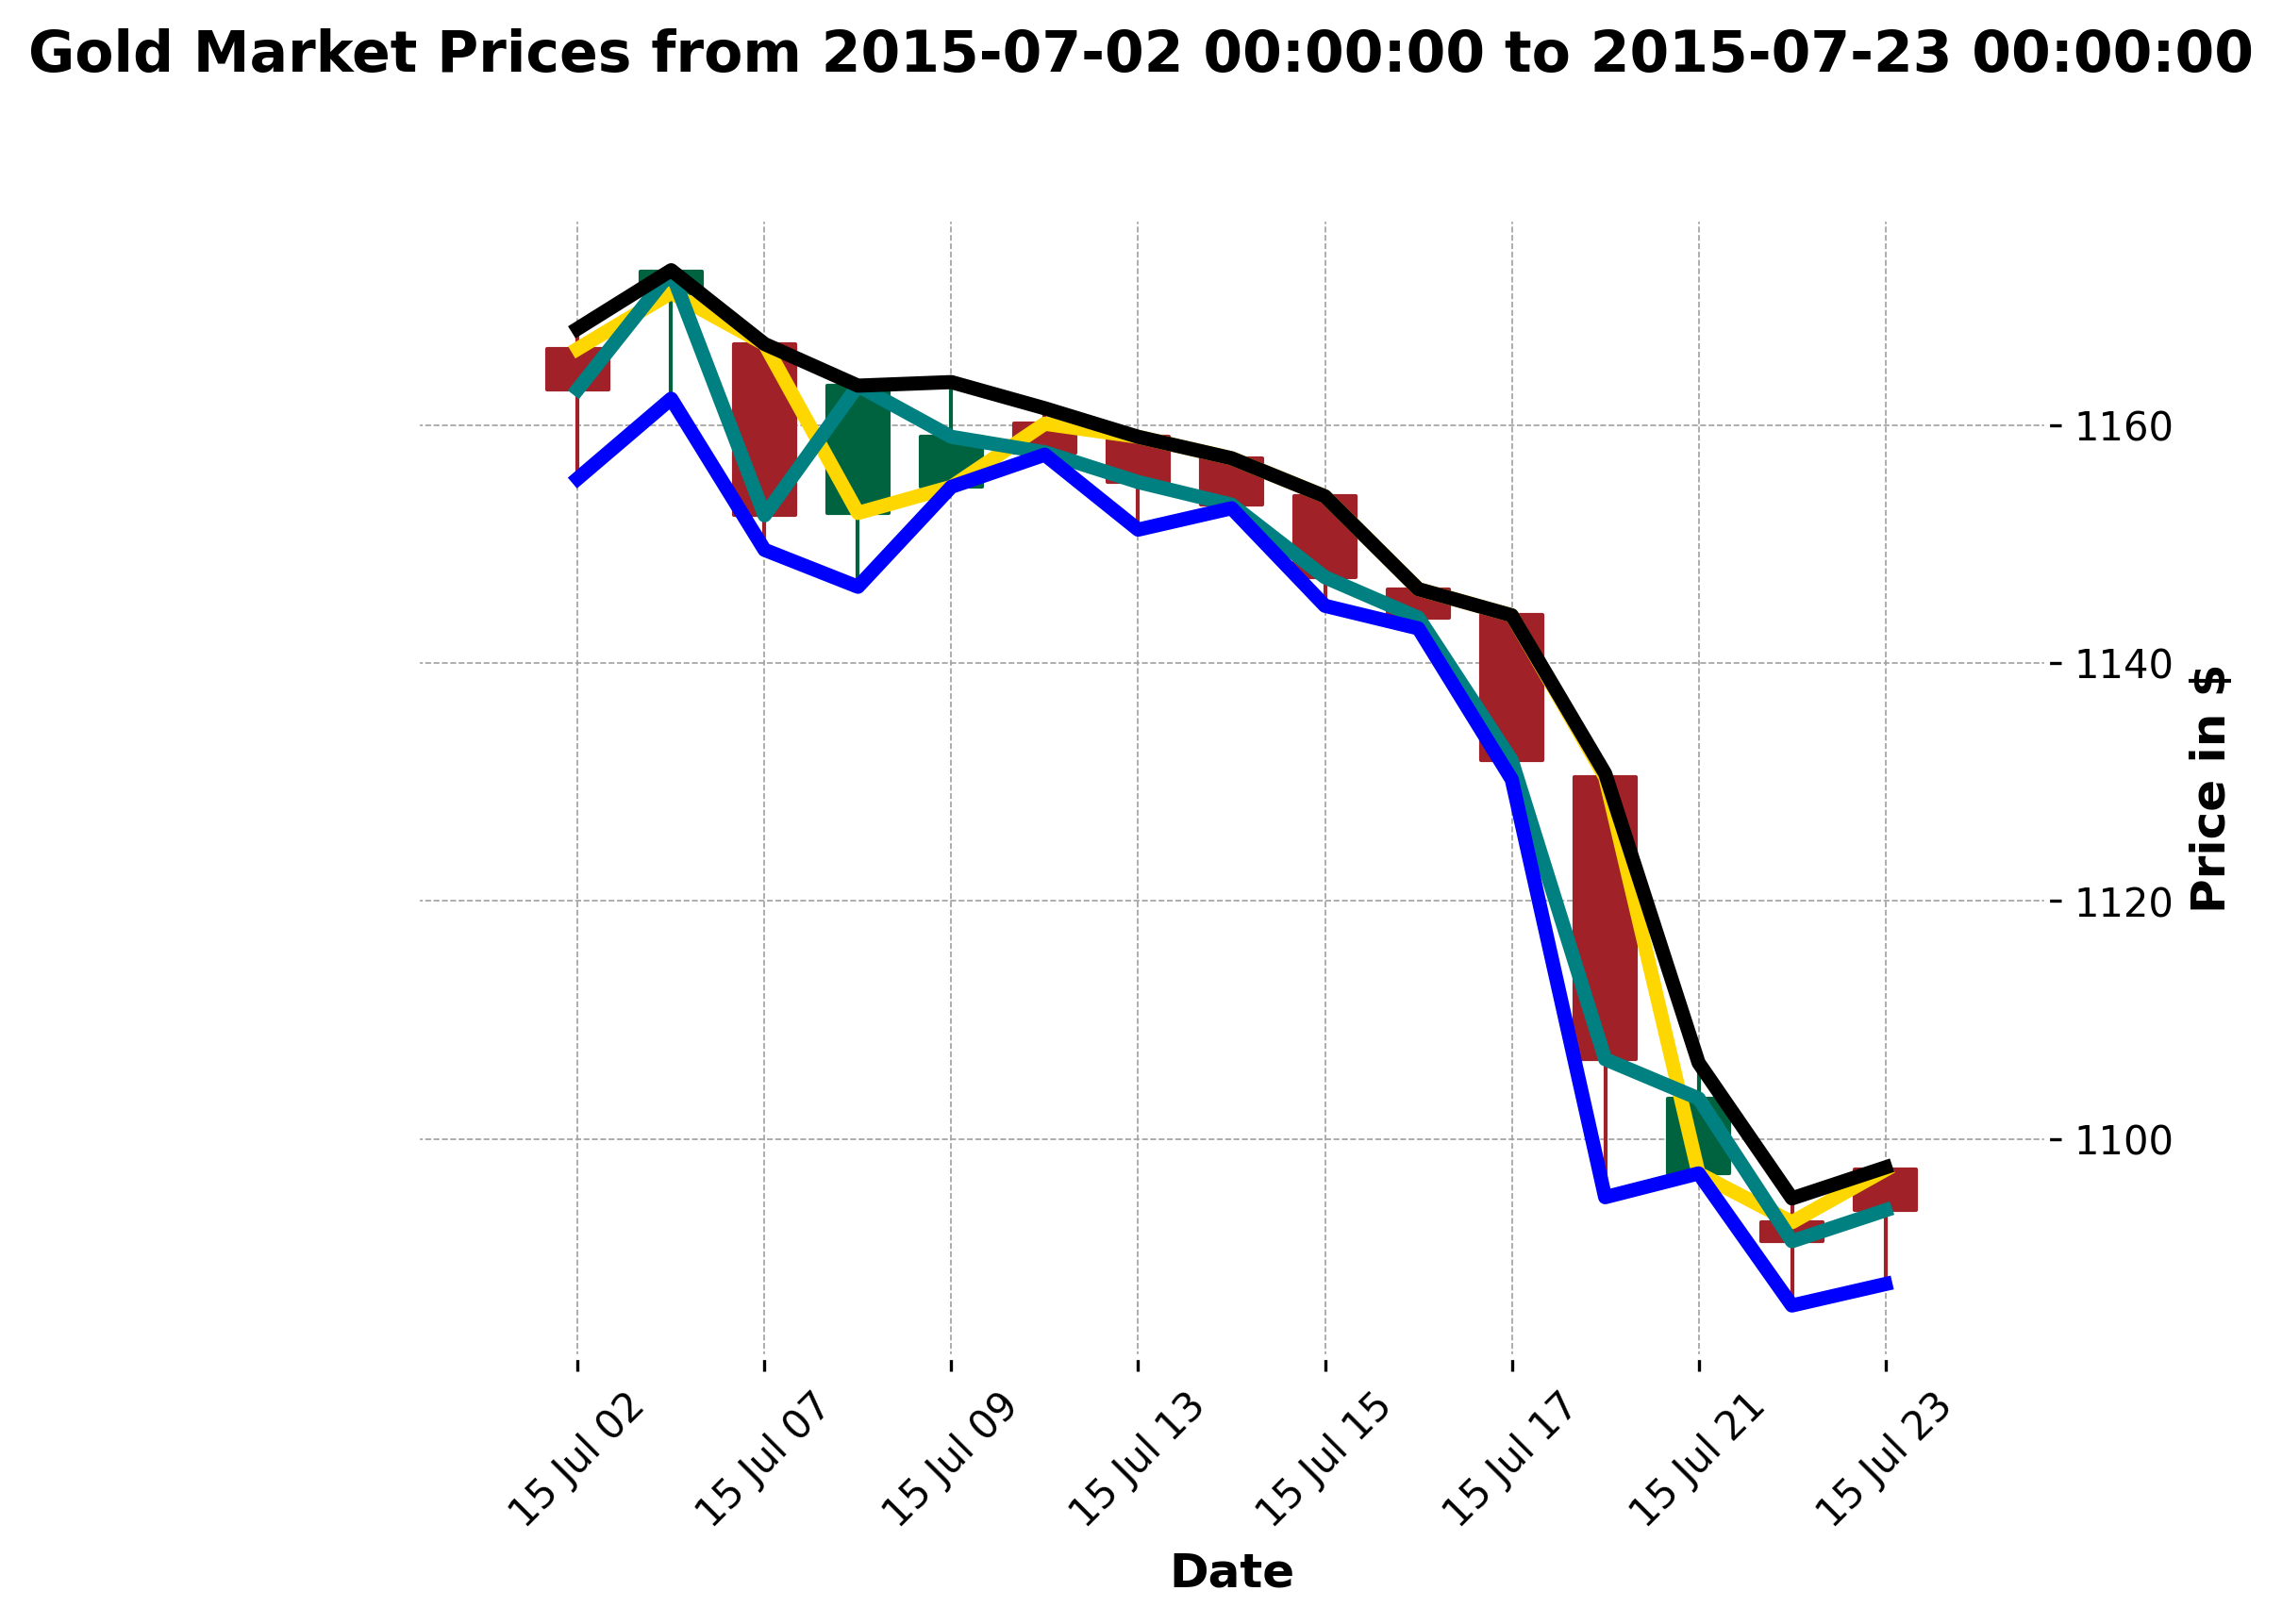 Gold Market Prices from 2015-07-02 00:00:00 to 2015-07-23 00:00:00
1160
1140
1120
1100
Price in $
15 Jul 02
15 Jul 07
15 Jul 09
15 Jul 13
15 Jul 15
15 Jul 17
15 Jul 21
15 Jul 23
Date